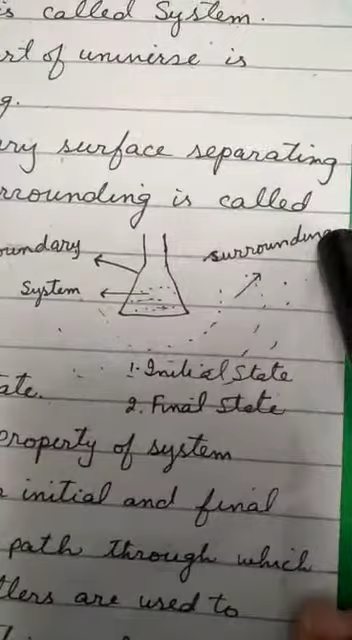 is called System.
rt of universe is
g.
ry surface separating
rrounding is called
oundary
surrounding
System
1. Initial State
ate.
2. Final State
property of system
initial and final
path through which
tters are used to